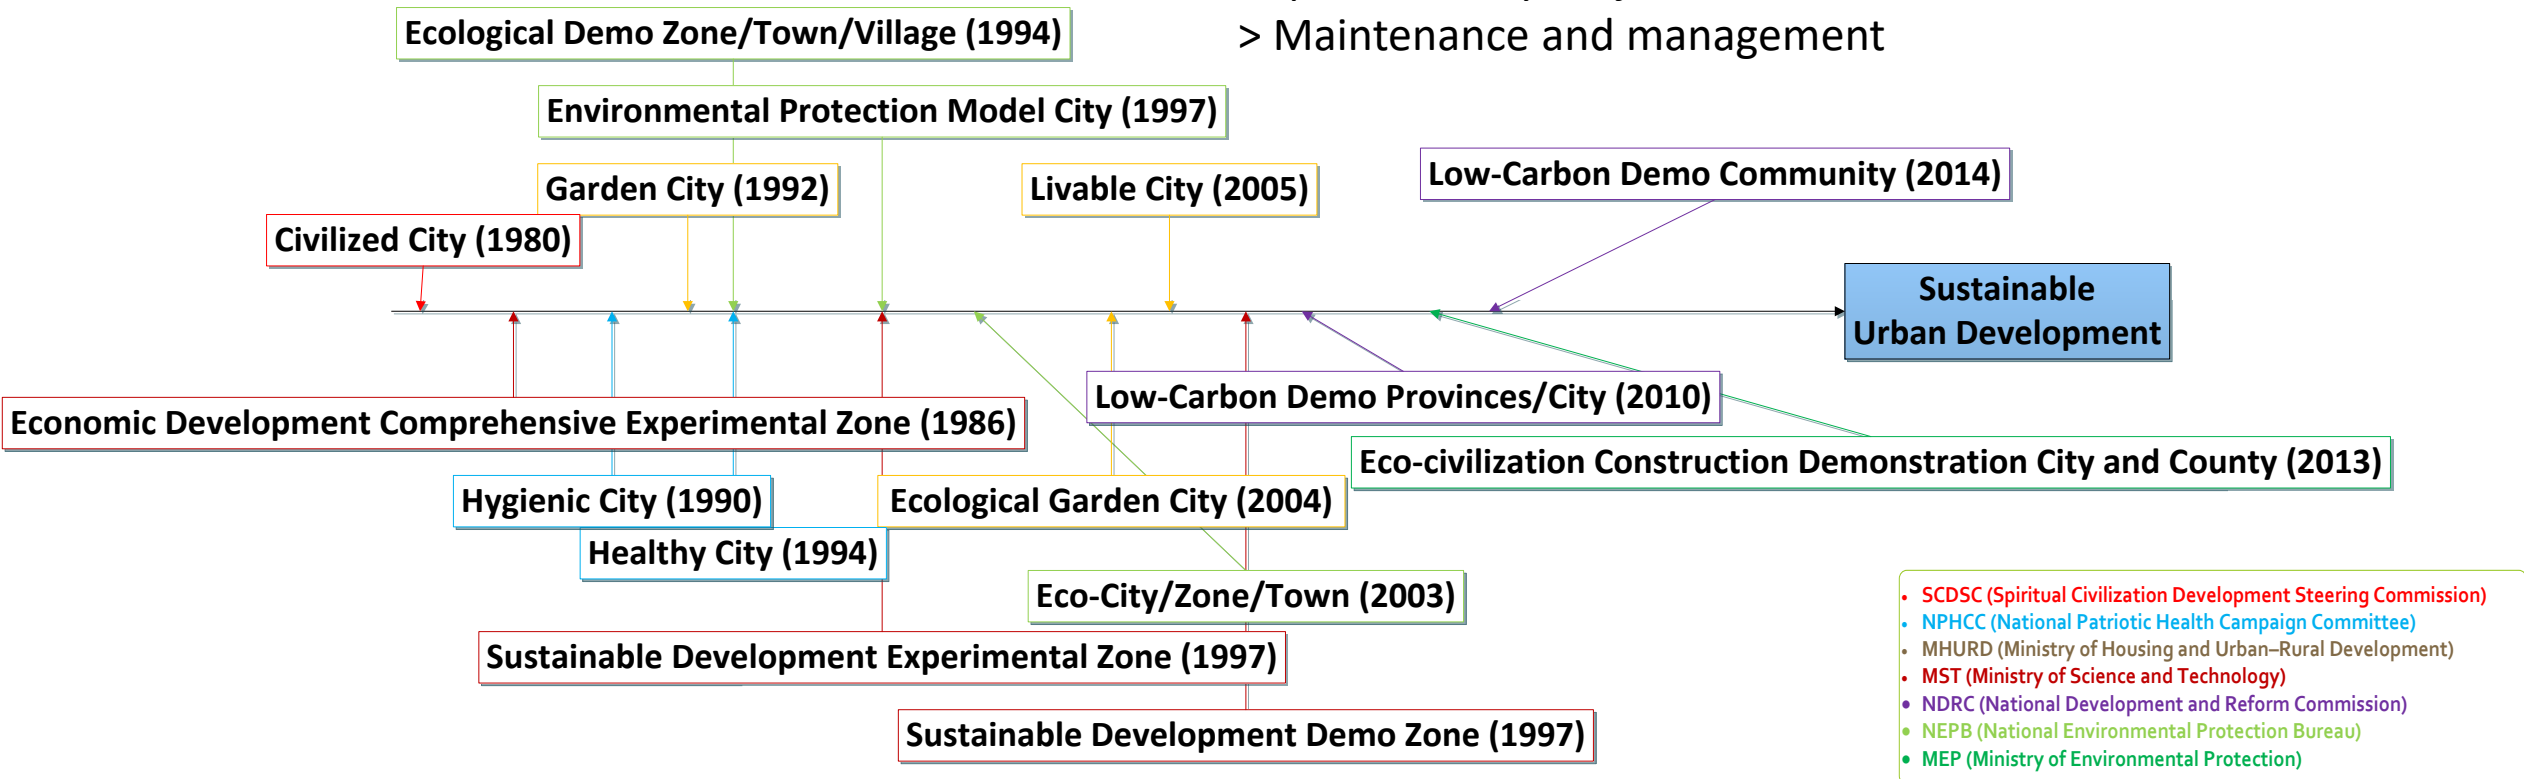 Ecological Demo Zone/Town/Village (1994)
> Maintenance and management
Environmental Protection Model City (1997)
Garden City (1992)
Livable City (2005)
Low-Carbon Demo Community (2014)
Civilized City (1980)
Sustainable
Urban Development
Low-Carbon Demo Provinces/City (2010)
Economic Development Comprehensive Experimental Zone (1986)
Eco-civilization Construction Demonstration City and County (2013)
Hygienic City (1990)
Ecological Garden City (2004)
Healthy City (1994)
Eco-City/Zone/Town (2003)
Sustainable Development Experimental Zone (1997)
Sustainable Development Demo Zone (1997)
• SCDSC (Spiritual Civilization Development Steering Commission)
• NPHCC (National Patriotic Health Campaign Committee)
• MHURD (Ministry of Housing and Urban–Rural Development)
• MST (Ministry of Science and Technology)
• NDRC (National Development and Reform Commission)
• NEPB (National Environmental Protection Bureau)
• MEP (Ministry of Environmental Protection)